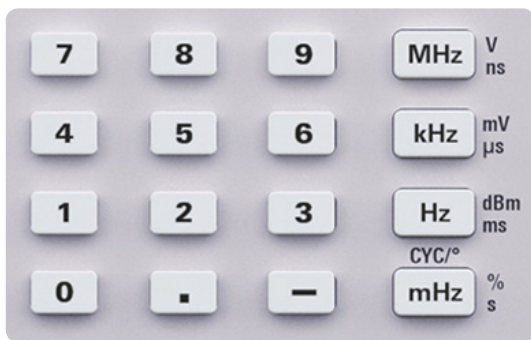 7 8 9 MHz V
ns
4 5 6 kHz mV
µs
1 2 3 Hz dBm
ms
CYC/°
0 . – mHz %
s